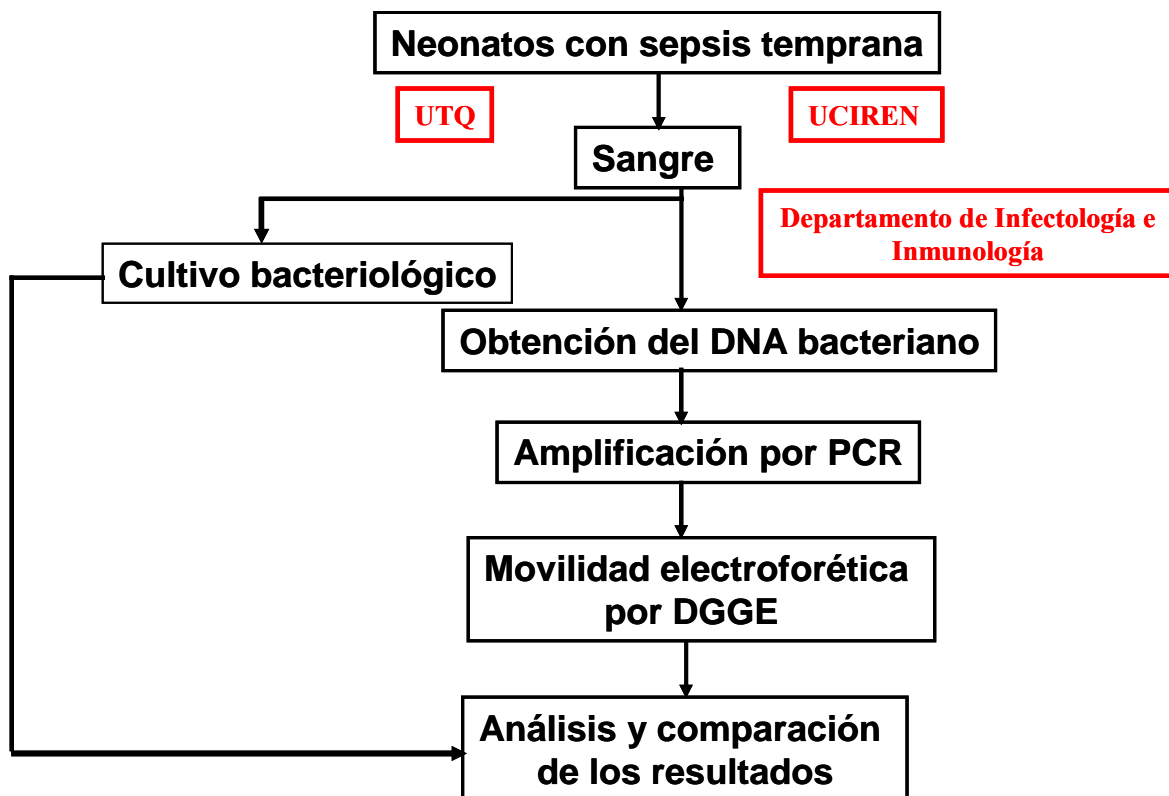 Neonatos con sepsis temprana
UTQ
UCIREN
Sangre
Departamento de Infectología e
Inmunología
Cultivo bacteriológico
Obtención del DNA bacteriano
Amplificación por PCR
Movilidad electroforética
por DGGE
Análisis y comparación
de los resultados